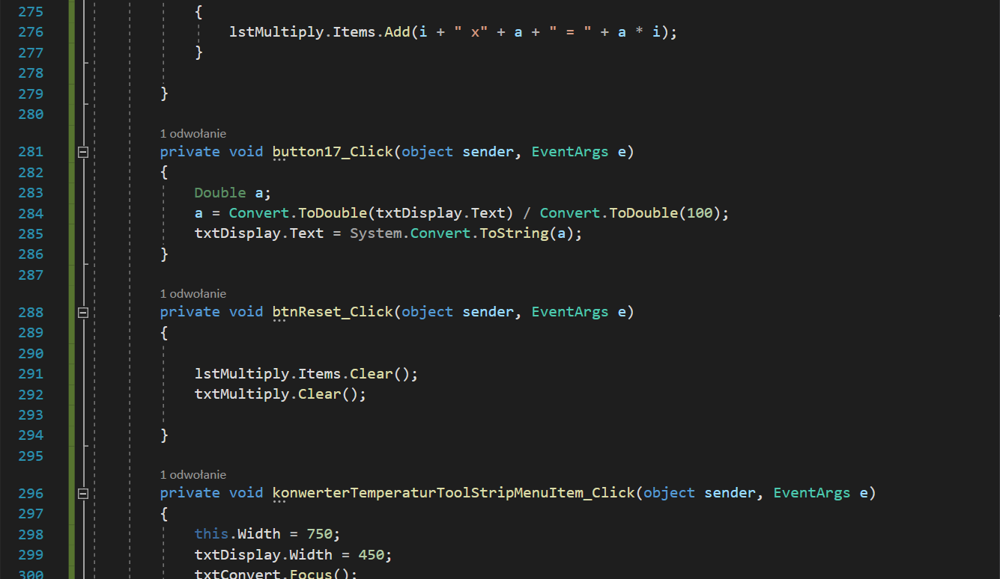 275 {
276 lstMultiply.Items.Add(i + " x" + a + " = " + a * i);
277 }
278
279 }
280
1 odwołanie
281 private void button17_Click(object sender, EventArgs e)
282 {
283 Double a;
284 a = Convert.ToDouble(txtDisplay.Text) / Convert.ToDouble(100);
285 txtDisplay.Text = System.Convert.ToString(a);
286 }
287
1 odwołanie
288 private void btnReset_Click(object sender, EventArgs e)
289 {
290
291 lstMultiply.Items.Clear();
292 txtMultiply.Clear();
293
294 }
295
1 odwołanie
296 private void konwerterTemperaturToolStripMenuItem_Click(object sender, EventArgs e)
297 {
298 this.Width = 750;
299 txtDisplay.Width = 450;
300 txtConvert.Focus();